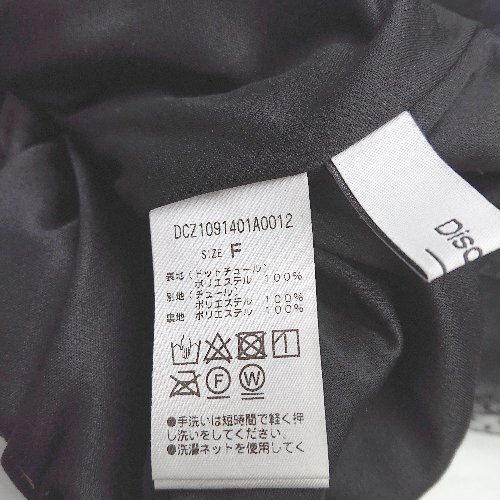 DCZ1091401A0012
SIZE F
表地(ドットチュール)
ポリエステル 100%
別地(チュール)
ポリエステル 100%
裏地 ポリエステル 100%
F W
●手洗いは短時間で軽く押
し洗いをしてください。
●洗濯ネットを使用してく
Disc